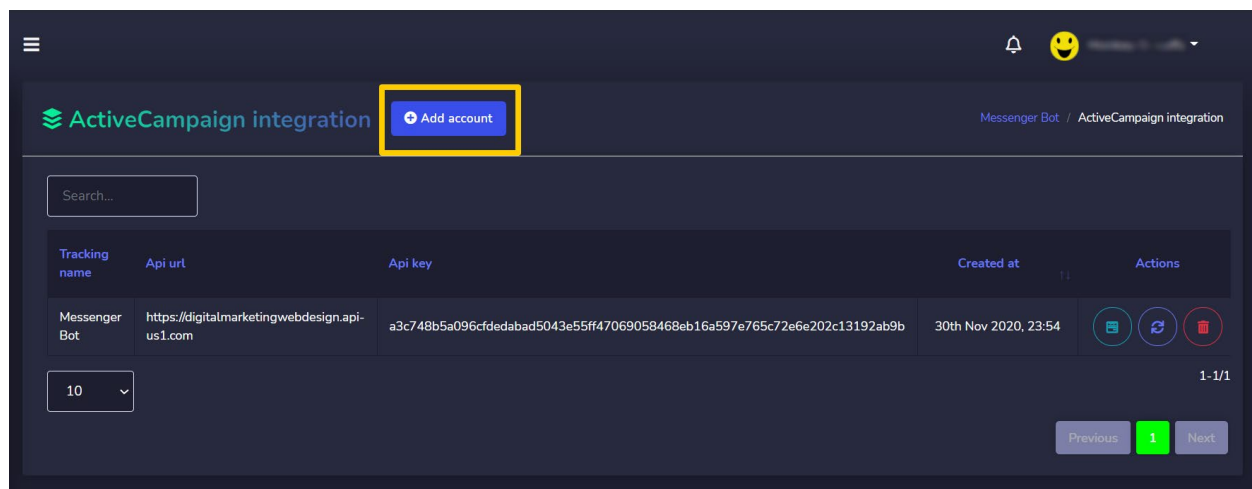 ActiveCampaign integration
Add account
Messenger Bot / ActiveCampaign integration
Search...
Tracking name
Api url
Api key
Created at
Actions
Messenger
Bot
https://digitalmarketingwebdesign.api-
us1.com
a3c748b5a096cfdedabad5043e55ff47069058468eb16a597e765c72e6e202c13192ab9b
30th Nov 2020, 23:54
10
1-1/1
Previous
1
Next